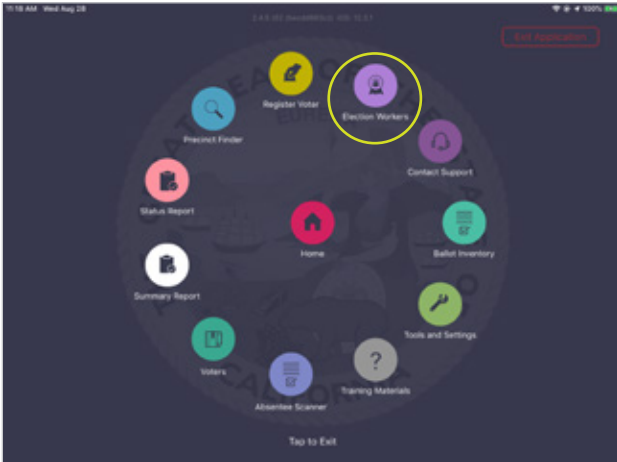 11:18 AM Wed Aug 28
100%
Exit Application
Register Voter
Election Workers
Precinct Finder
Contact Support
Status Report
Home
Ballot Inventory
Summary Report
Tools and Settings
Voters
Training Materials
Absentee Scanner
Tap to Exit
CALIFORNIA